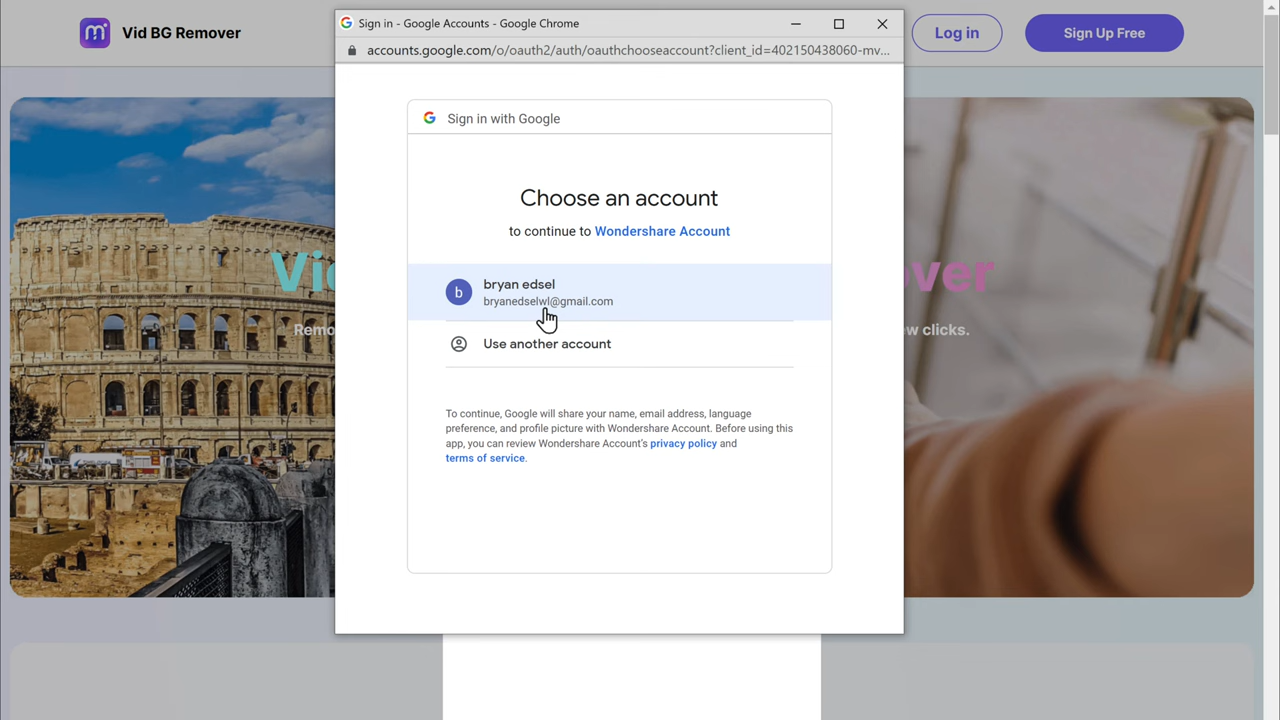 Sign in - Google Accounts - Google Chrome
accounts.google.com/o/oauth2/auth/oauthchooseaccount?client_id=402150438060-mv...
Vid BG Remover
Log in
Sign Up Free
Sign in with Google
Choose an account
to continue to Wondershare Account
b
bryan edsel
bryanedselwl@gmail.com
Use another account
To continue, Google will share your name, email address, language
preference, and profile picture with Wondershare Account. Before using this
app, you can review Wondershare Account's privacy policy and
terms of service.
clicks.